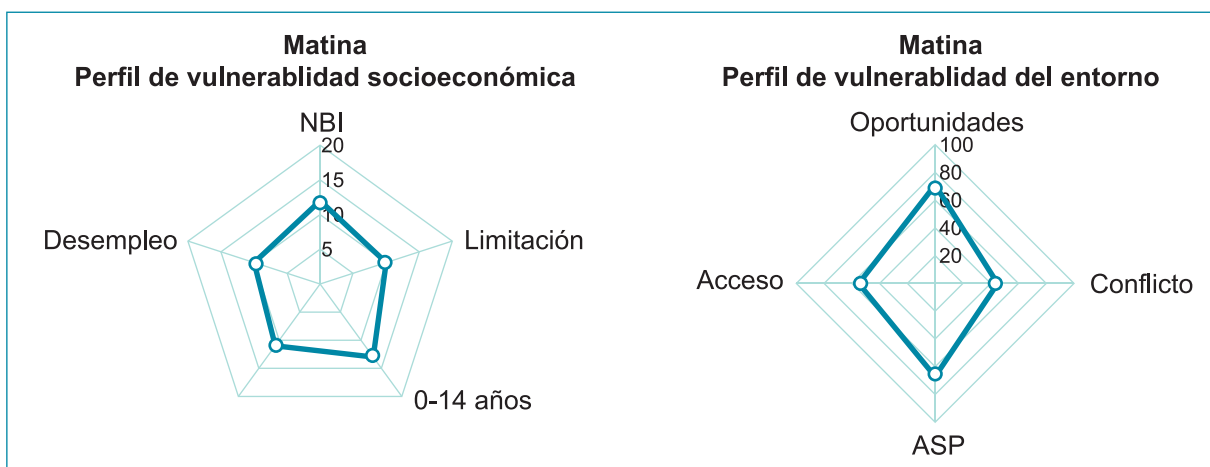 Matina
Perfil de vulnerablidad socioeconómica
NBI
20
15
10
5
Desempleo
Limitación
0-14 años
Matina
Perfil de vulnerablidad del entorno
Oportunidades
100
80
60
40
20
Acceso
Conflicto
ASP